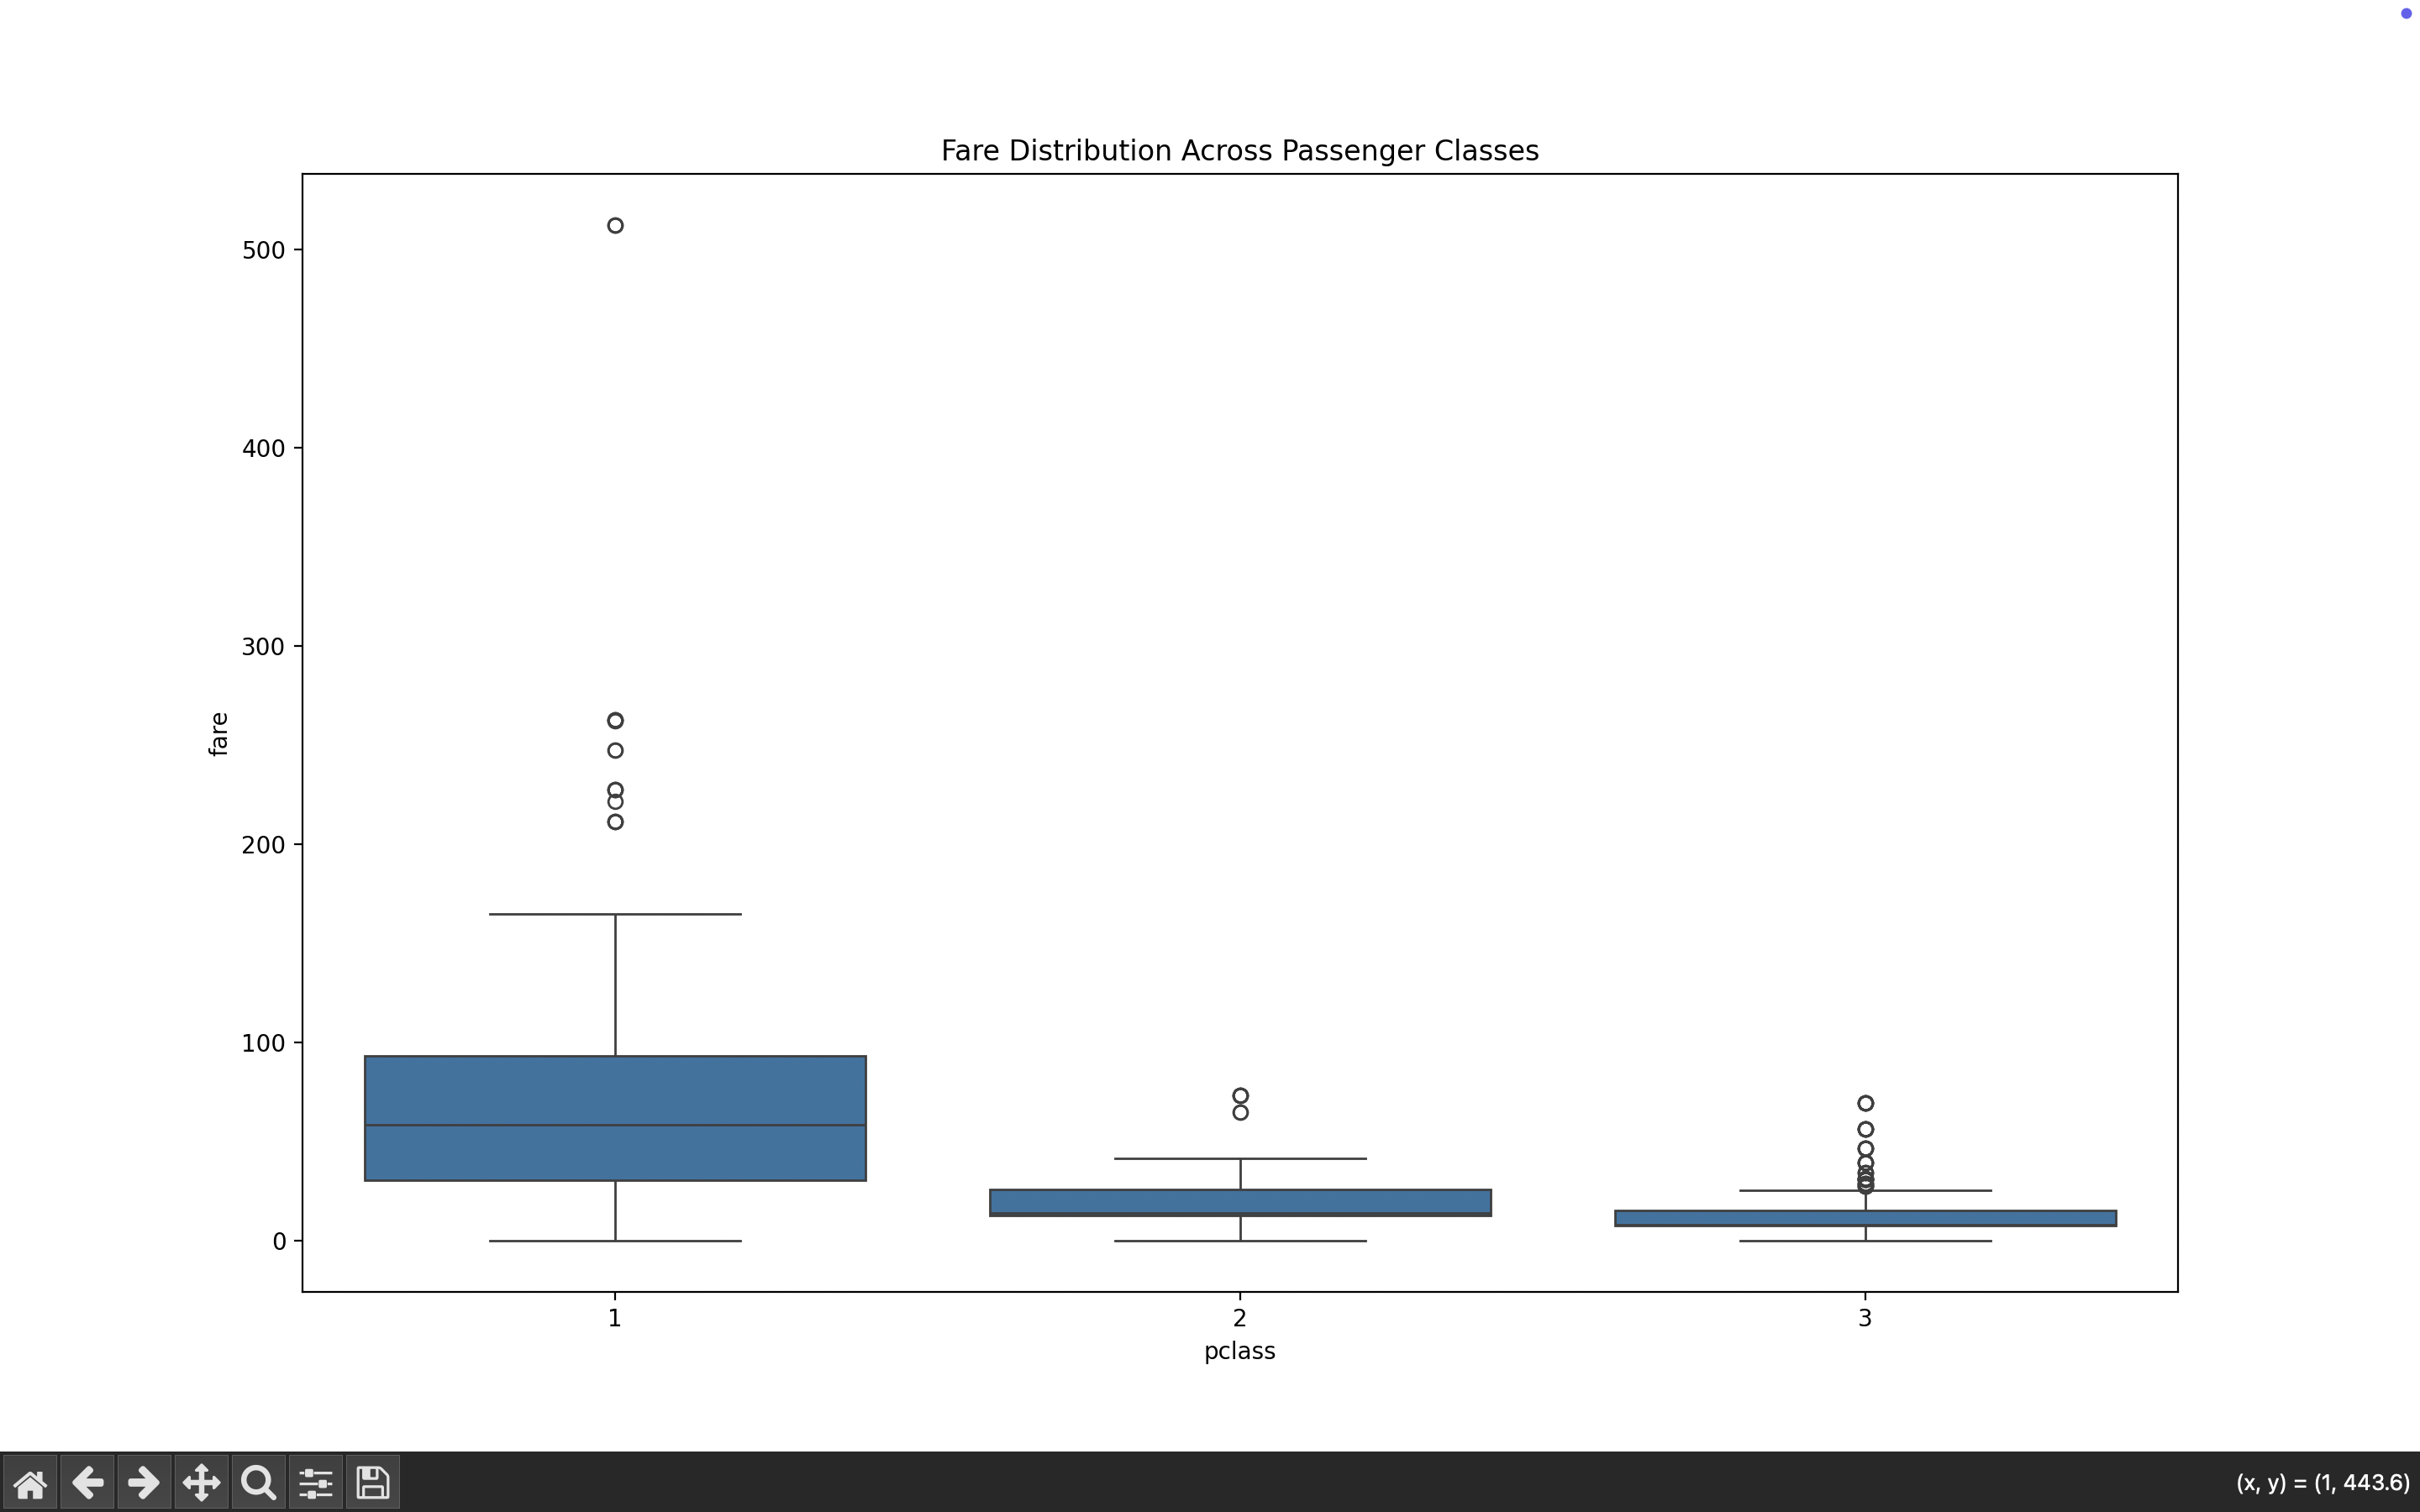 Fare Distribution Across Passenger Classes
500
400
300
200
100
0
fare
1 2 3
pclass
(x, y) = (1, 443.6)